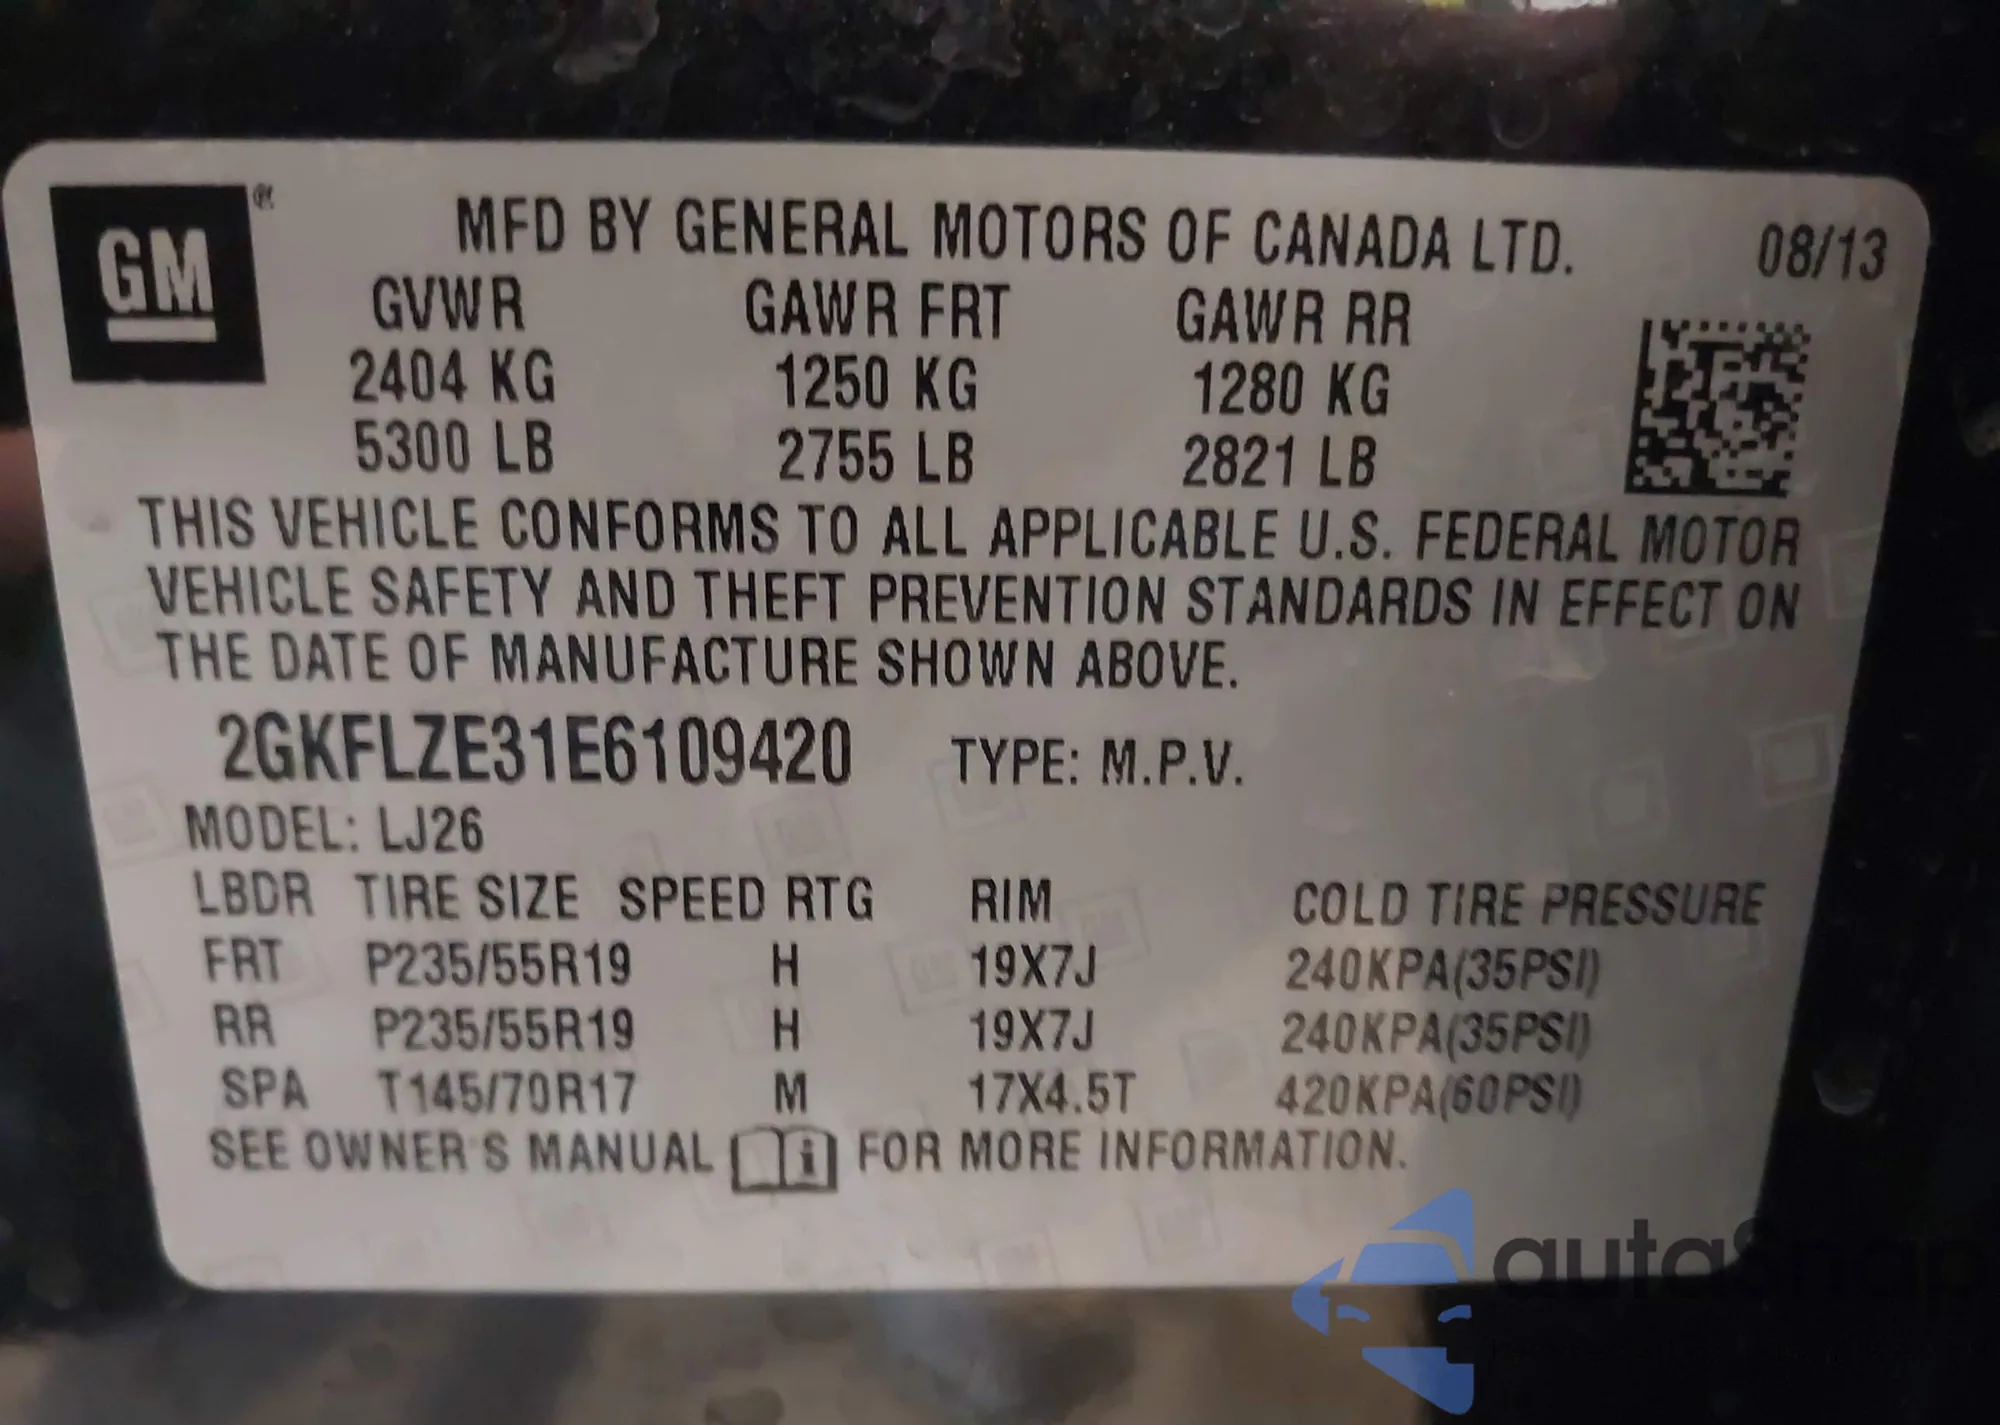 GM ®
MFD BY GENERAL MOTORS OF CANADA LTD. 08/13
GVWR GAWR FRT GAWR RR
2404 KG 1250 KG 1280 KG
5300 LB 2755 LB 2821 LB
THIS VEHICLE CONFORMS TO ALL APPLICABLE U.S. FEDERAL MOTOR
VEHICLE SAFETY AND THEFT PREVENTION STANDARDS IN EFFECT ON
THE DATE OF MANUFACTURE SHOWN ABOVE.
2GKFLZE31E6109420 TYPE: M.P.V.
MODEL: LJ26
LBDR TIRE SIZE SPEED RTG RIM COLD TIRE PRESSURE
FRT P235/55R19 H 19X7J 240KPA(35PSI)
RR P235/55R19 H 19X7J 240KPA(35PSI)
SPA T145/70R17 M 17X4.5T 420KPA(60PSI)
SEE OWNER'S MANUAL i FOR MORE INFORMATION.
autaSnap